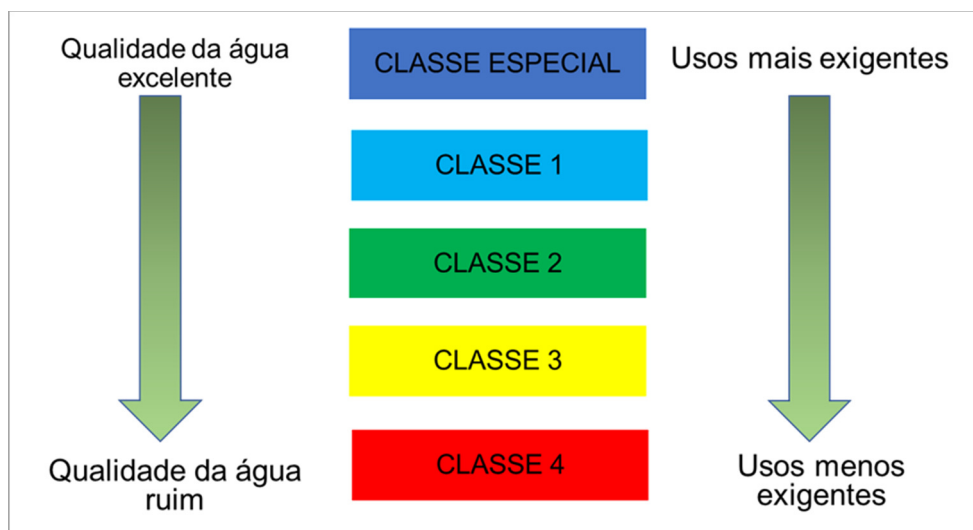 Qualidade da água
excelente
CLASSE ESPECIAL
Usos mais exigentes
CLASSE 1
CLASSE 2
CLASSE 3
Qualidade da água
ruim
CLASSE 4
Usos menos
exigentes